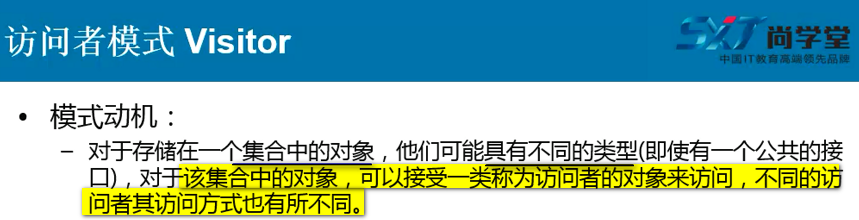 访问者模式 Visitor
SXT 尚学堂
中国IT教育高端领先品牌
• 模式动机：
– 对于存储在一个集合中的对象，他们可能具有不同的类型(即使有一个公共的接
口)，对于该集合中的对象，可以接受一类称为访问者的对象来访问，不同的访
问者其访问方式也有所不同。